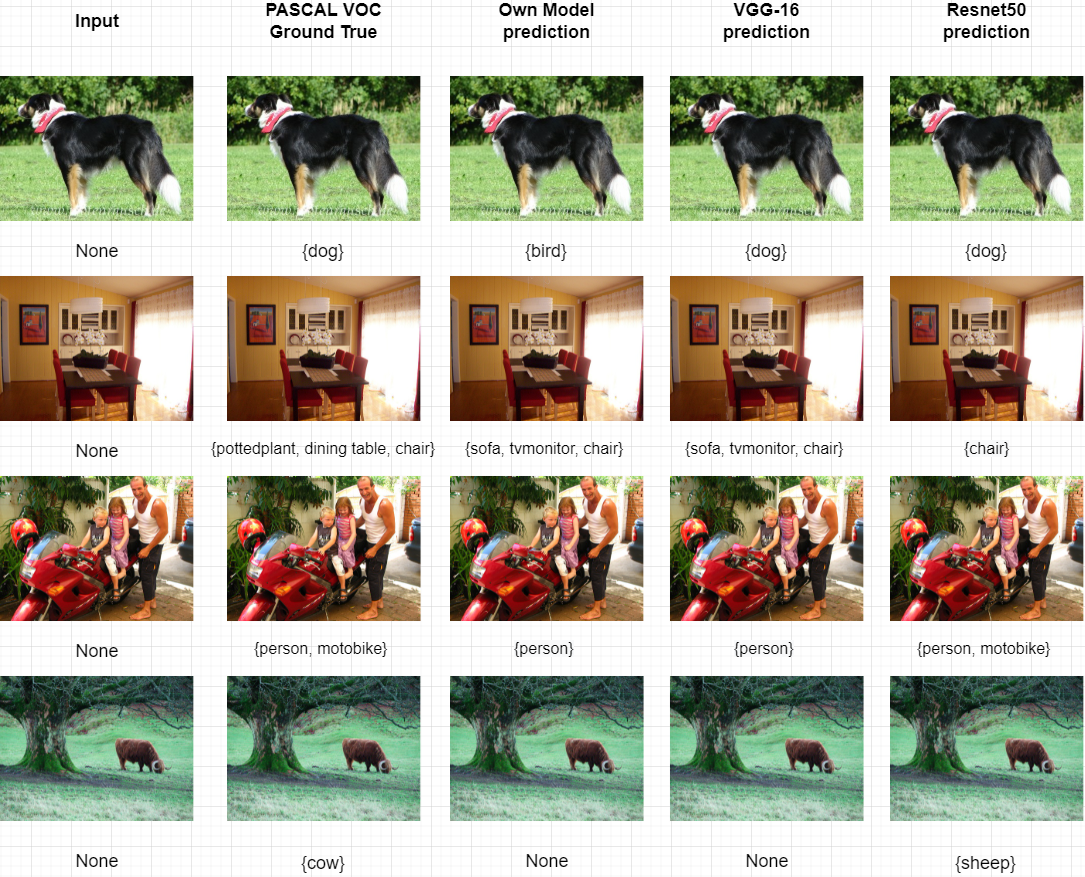 Input
PASCAL VOC
Ground True
Own Model
prediction
VGG-16
prediction
Resnet50
prediction
None
{dog}
{bird}
{dog}
{dog}
None
{pottedplant, dining table, chair}
{sofa, tvmonitor, chair}
{sofa, tvmonitor, chair}
{chair}
None
{person, motobike}
{person}
{person}
{person, motobike}
None
{cow}
None
None
{sheep}